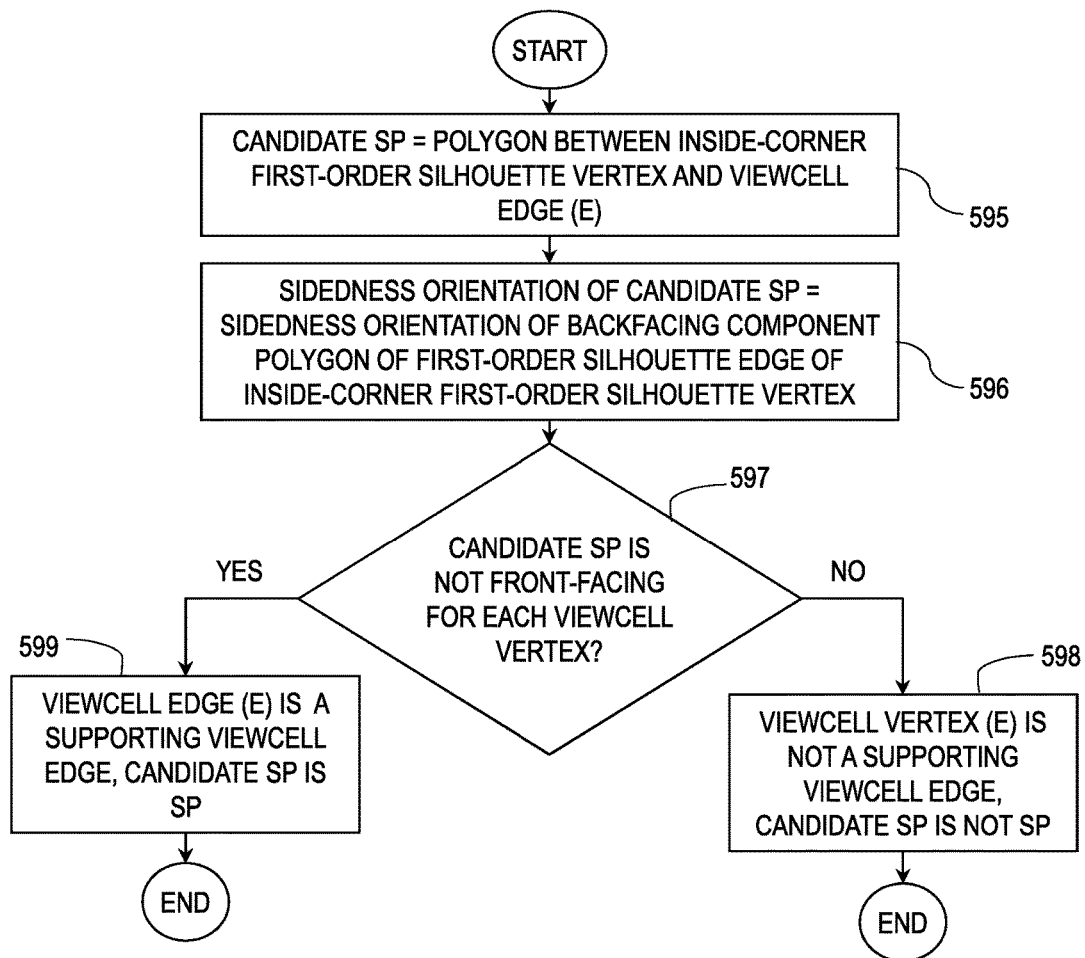 START
CANDIDATE SP = POLYGON BETWEEN INSIDE-CORNER
FIRST-ORDER SILHOUETTE VERTEX AND VIEWCELL
EDGE (E)
595
SIDEDNESS ORIENTATION OF CANDIDATE SP =
SIDEDNESS ORIENTATION OF BACKFACING COMPONENT
POLYGON OF FIRST-ORDER SILHOUETTE EDGE OF
INSIDE-CORNER FIRST-ORDER SILHOUETTE VERTEX
596
597
CANDIDATE SP IS
NOT FRONT-FACING
FOR EACH VIEWCELL
VERTEX?
YES
NO
599
VIEWCELL EDGE (E) IS A
SUPPORTING VIEWCELL
EDGE, CANDIDATE SP IS
SP
END
598
VIEWCELL VERTEX (E) IS
NOT A SUPPORTING
VIEWCELL EDGE,
CANDIDATE SP IS NOT SP
END